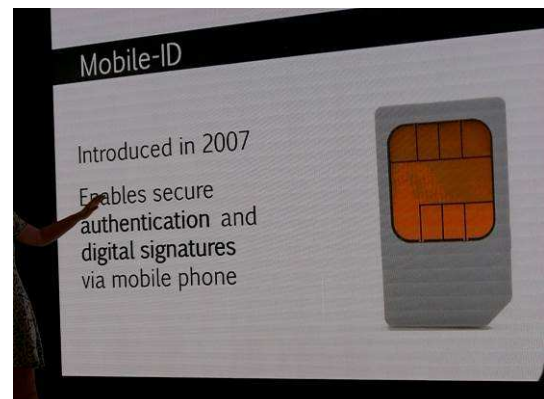 Mobile-ID
Introduced in 2007
Enables secure
authentication and
digital signatures
via mobile phone